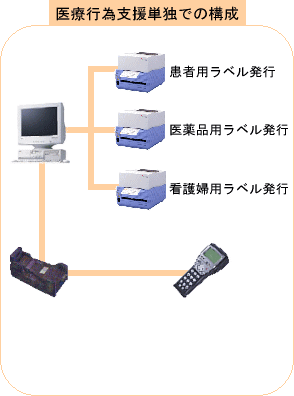 医療行為支援単独での構成
患者用ラベル発行
医薬品用ラベル発行
看護婦用ラベル発行